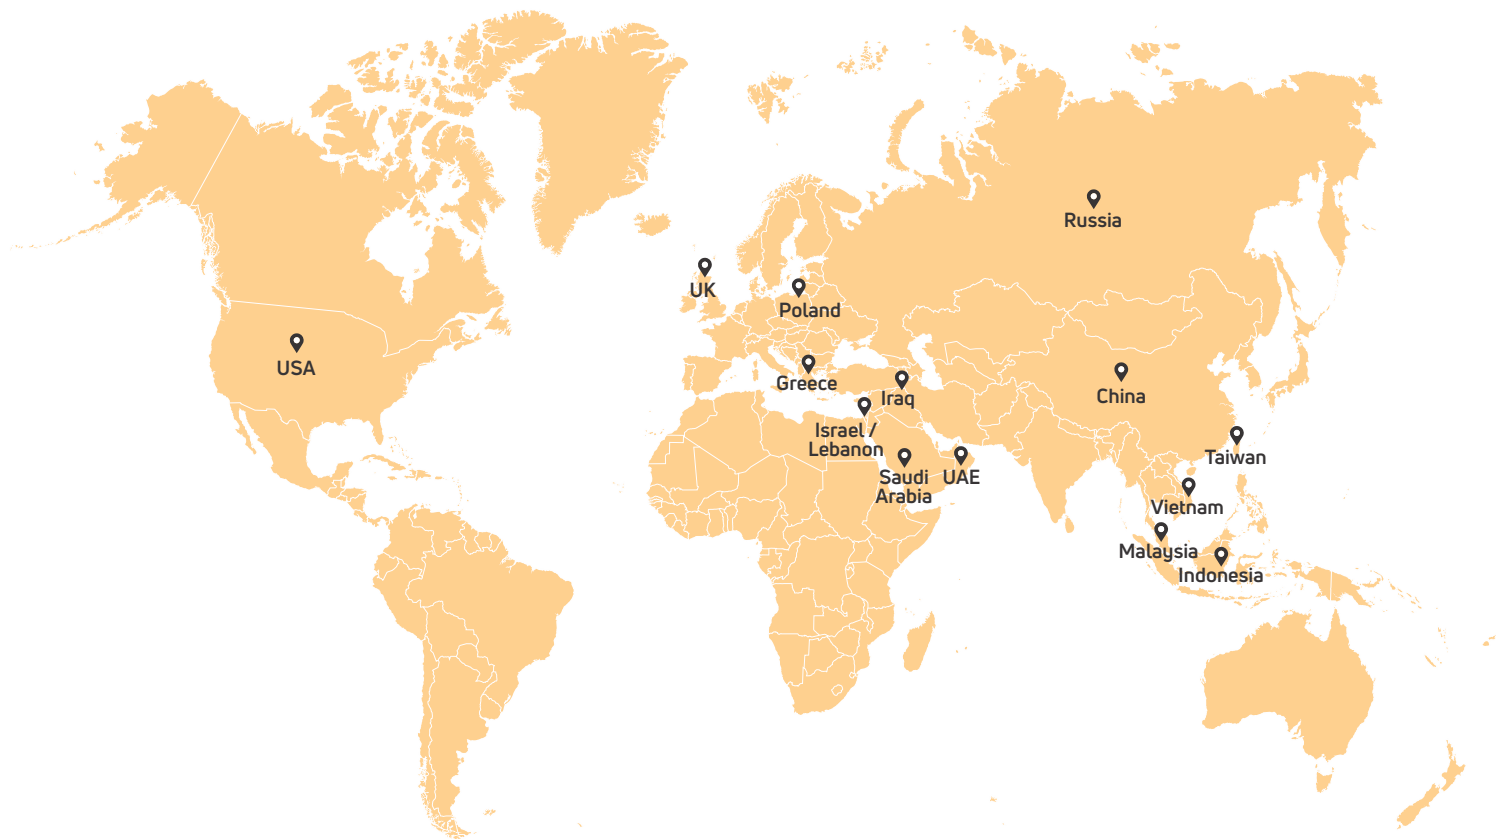 Russia
UK
Poland
USA
Greece
Iraq
China
Israel /
Lebanon
Taiwan
Saudi
Arabia
UAE
Vietnam
Malaysia
Indonesia